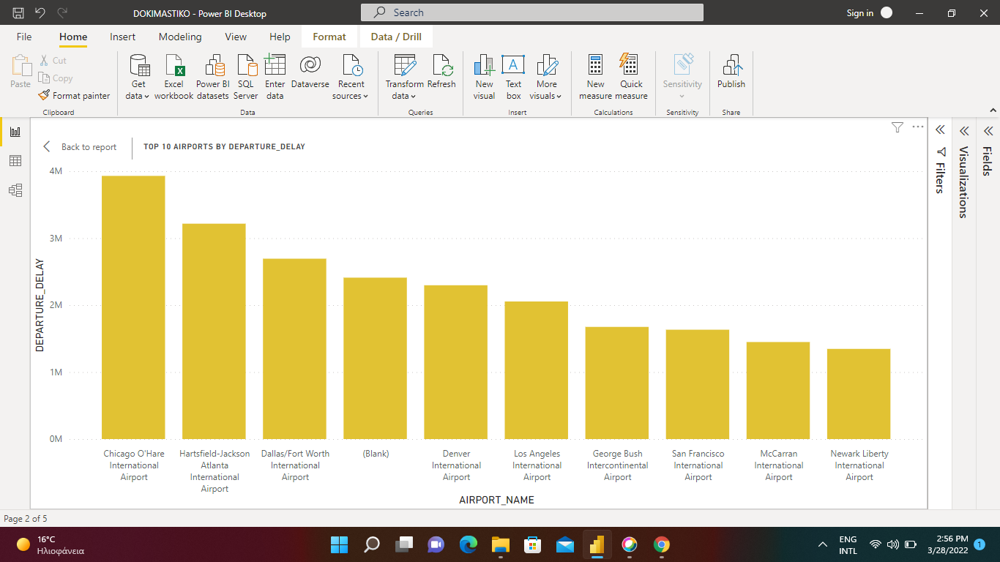 DOKIMASTIKO - Power BI Desktop
Search
Sign in
File Home Insert Modeling View Help Format Data / Drill
Paste
Cut
Copy
Format painter
Clipboard
Get data
Excel workbook
Power BI datasets
SQL Server
Enter data
Dataverse
Recent sources
Data
Transform data
Refresh
Queries
New visual
Text box
More visuals
Insert
New measure
Quick measure
Calculations
Sensitivity
Sensitivity
Publish
Share
Back to report
TOP 10 AIRPORTS BY DEPARTURE_DELAY
Filters
Visualizations
Fields
DEPARTURE_DELAY
4M
3M
2M
1M
0M
Chicago O'Hare
International
Airport
Hartsfield-Jackson
Atlanta
International
Airport
Dallas/Fort Worth
International
Airport
(Blank)
Denver
International
Airport
Los Angeles
International
Airport
George Bush
Intercontinental
Airport
San Francisco
International
Airport
McCarran
International
Airport
Newark Liberty
International
Airport
AIRPORT_NAME
Page 2 of 5
16°C
Ηλιοφάνεια
ENG
INTL
2:56 PM
3/28/2022
1